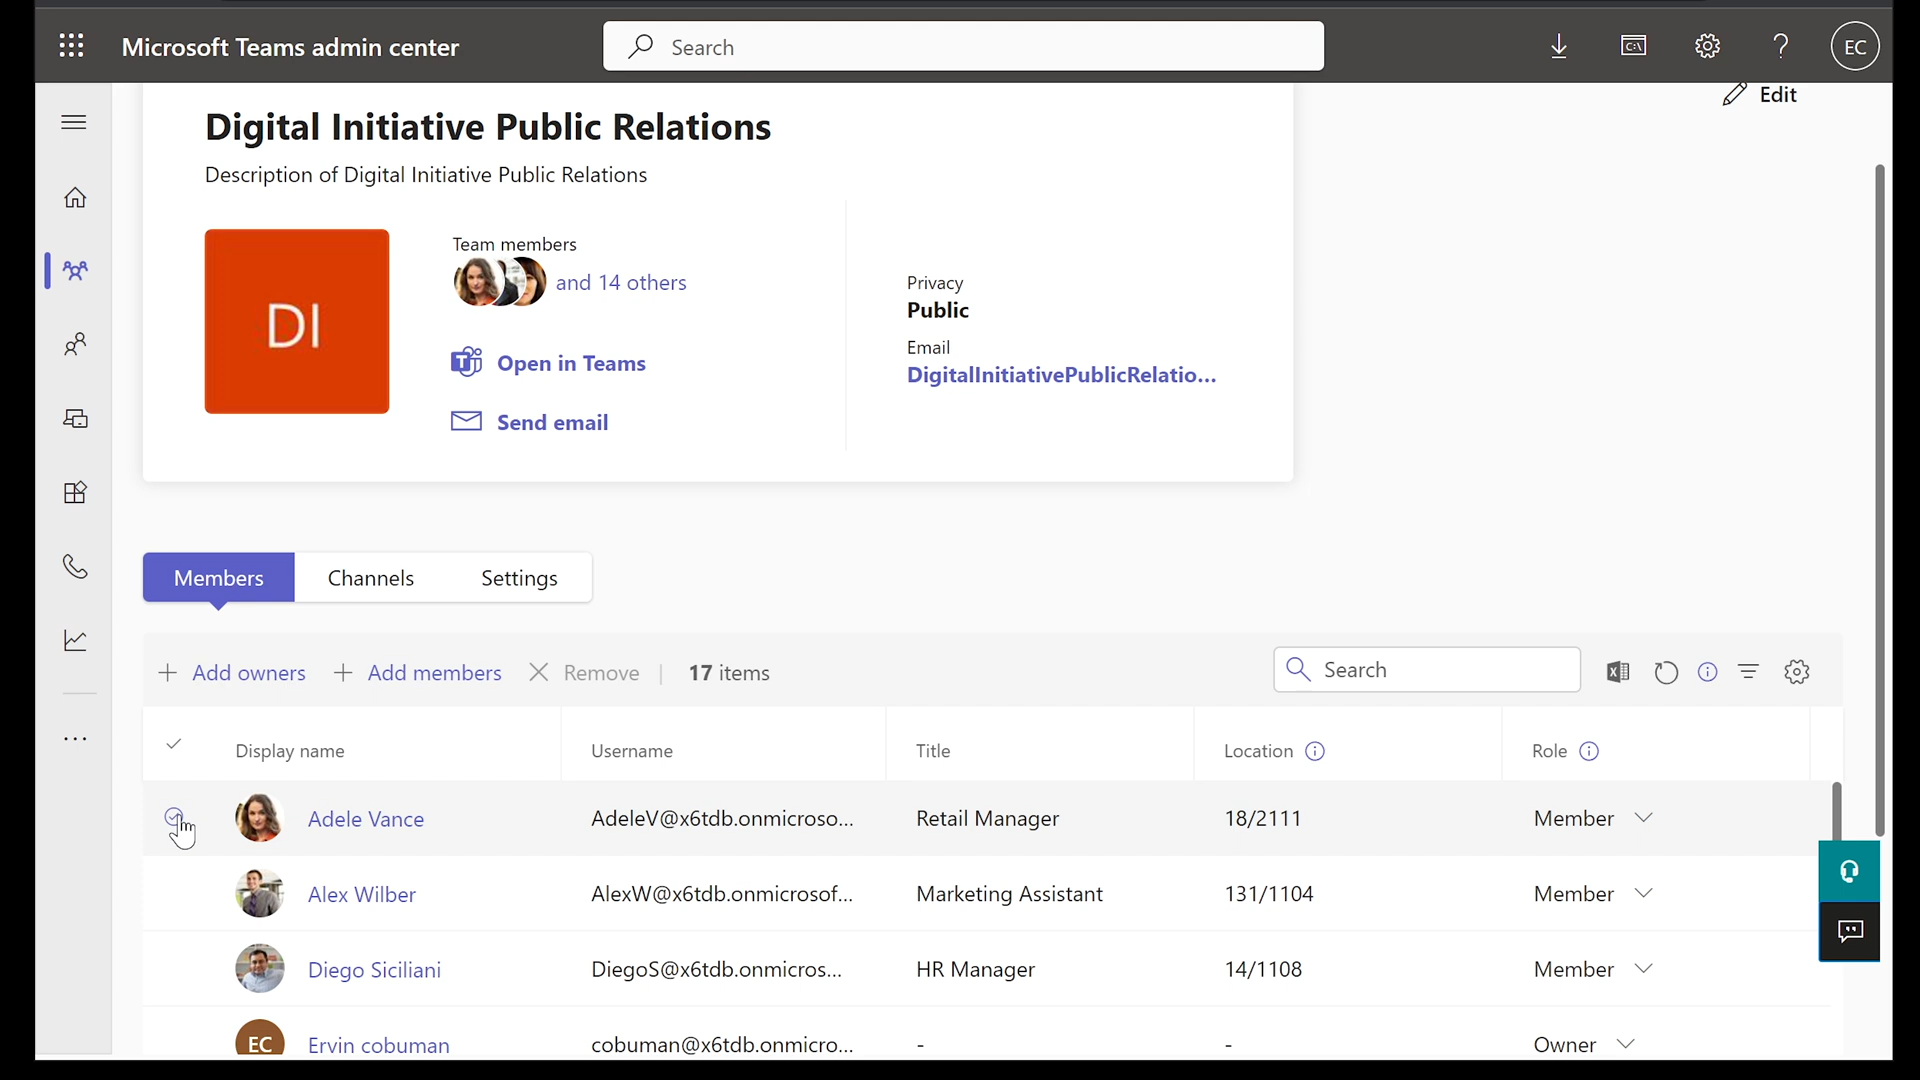 Microsoft Teams admin center
Search
EC
Edit
Digital Initiative Public Relations
Description of Digital Initiative Public Relations
DI
Team members
and 14 others
Open in Teams
Send email
Privacy
Public
Email
DigitalInitiativePublicRelatio...
Members Channels Settings
Add owners Add members Remove 17 items Search
Display name Username Title Location Role
Adele Vance AdeleV@x6tdb.onmicroso... Retail Manager 18/2111 Member
Alex Wilber AlexW@x6tdb.onmicrosof... Marketing Assistant 131/1104 Member
Diego Siciliani DiegoS@x6tdb.onmicros... HR Manager 14/1108 Member
EC Ervin cobuman cobuman@x6tdb.onmicro... - - Owner